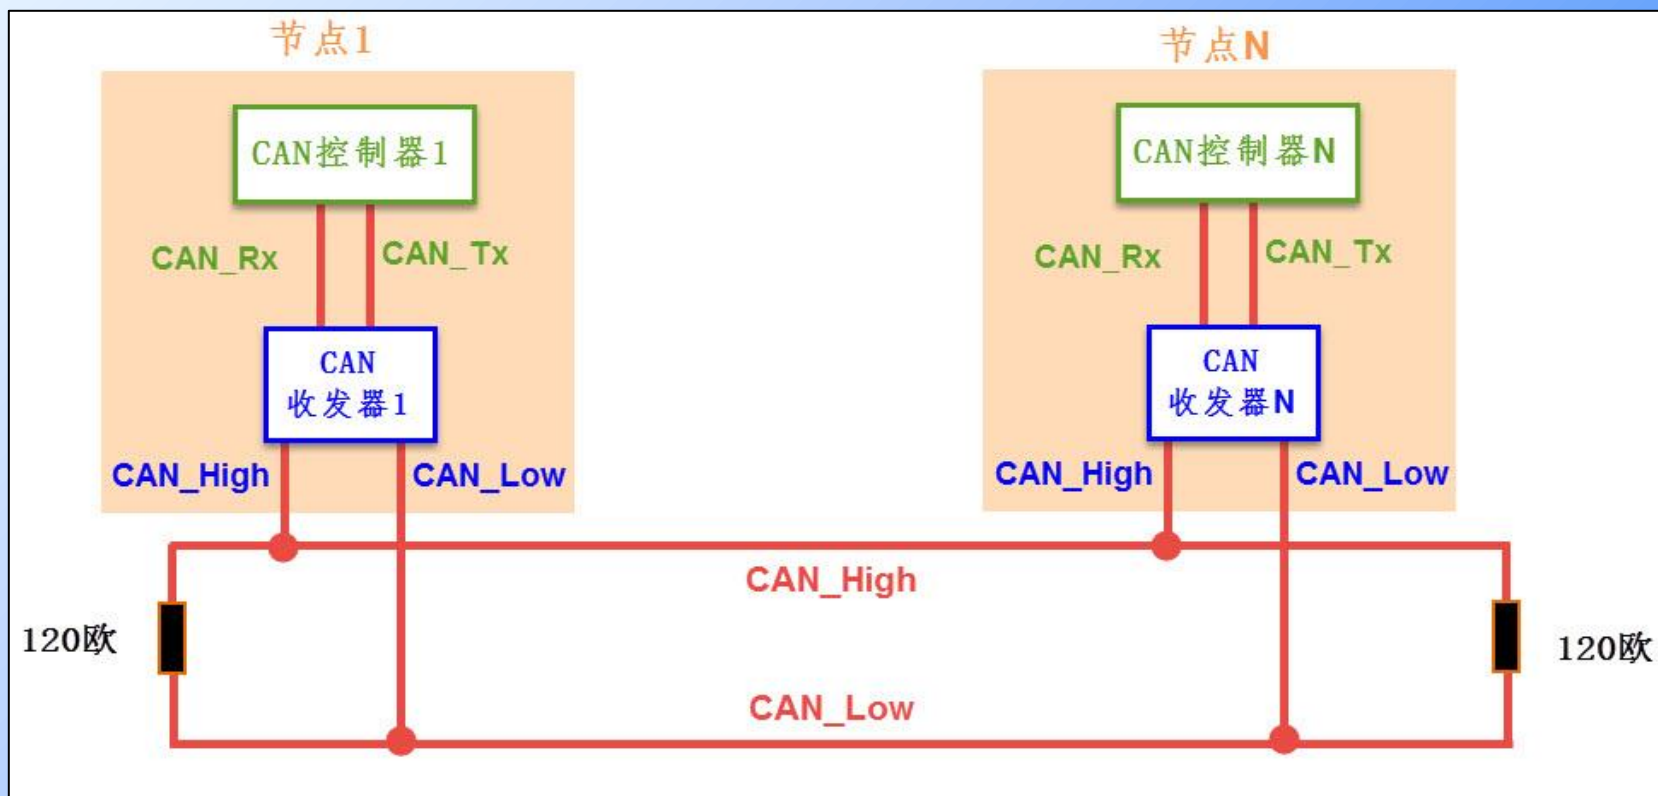 节点1
节点N
CAN控制器1
CAN控制器N
CAN_Rx
CAN_Tx
CAN_Rx
CAN_Tx
CAN
收发器1
CAN
收发器N
CAN_High
CAN_Low
CAN_High
CAN_Low
CAN_High
120欧
120欧
CAN_Low